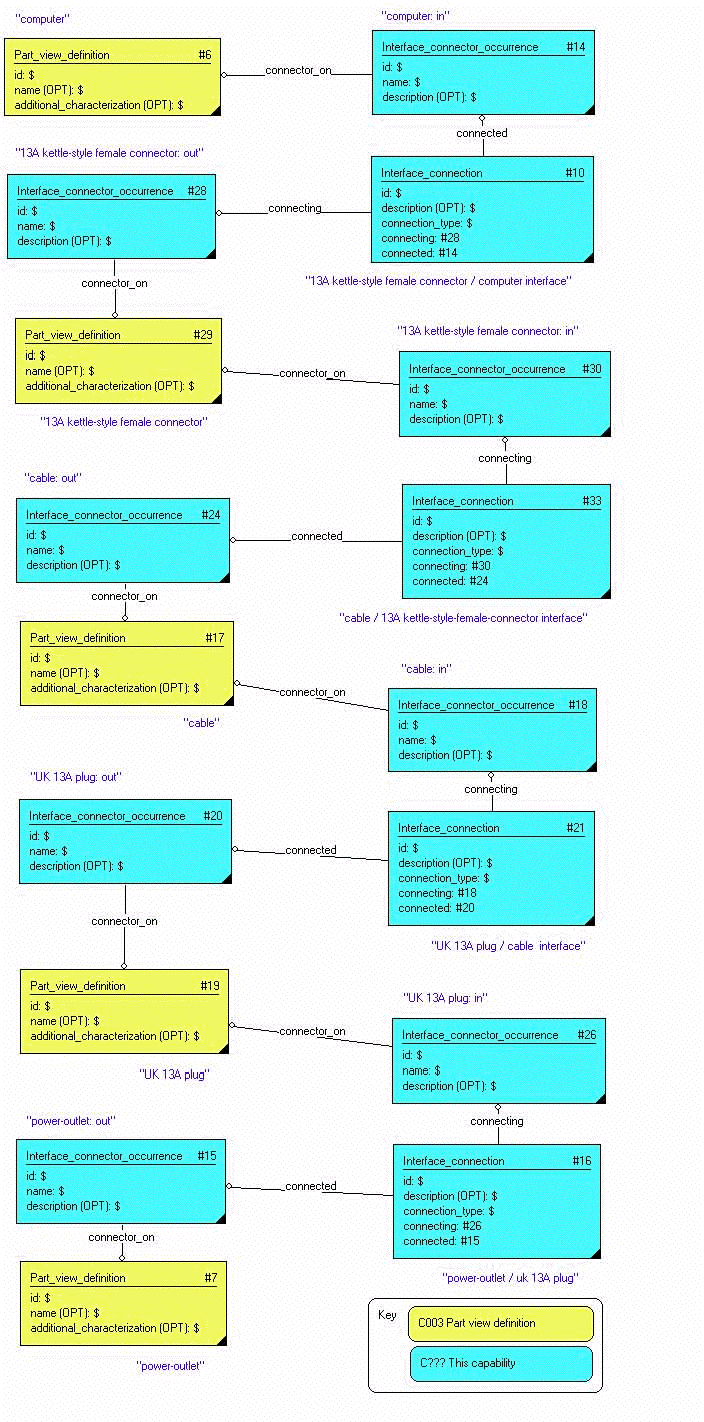 "computer"
"computer: in"
Part_view_definition #6
id: $
name (OPT): $
additional_characterization (OPT): $
connector_on
Interface_connector_occurrence #14
id: $
name: $
description (OPT): $
connected
"13A kettle-style female connector: out"
Interface_connector_occurrence #28
id: $
name: $
description (OPT): $
connecting
Interface_connection #10
id: $
description (OPT): $
connection_type: $
connecting: #28
connected: #14
"13A kettle-style female connector / computer interface"
connector_on
Part_view_definition #29
id: $
name (OPT): $
additional_characterization (OPT): $
"13A kettle-style female connector"
connector_on
"13A kettle-style female connector: in"
Interface_connector_occurrence #30
id: $
name: $
description (OPT): $
connecting
"cable: out"
Interface_connector_occurrence #24
id: $
name: $
description (OPT): $
connected
Interface_connection #33
id: $
description (OPT): $
connection_type: $
connecting: #30
connected: #24
"cable / 13A kettle-style-female-connector interface"
connector_on
Part_view_definition #17
id: $
name (OPT): $
additional_characterization (OPT): $
"cable"
connector_on
"cable: in"
Interface_connector_occurrence #18
id: $
name: $
description (OPT): $
connecting
"UK 13A plug: out"
Interface_connector_occurrence #20
id: $
name: $
description (OPT): $
connected
Interface_connection #21
id: $
description (OPT): $
connection_type: $
connecting: #18
connected: #20
"UK 13A plug / cable interface"
connector_on
Part_view_definition #19
id: $
name (OPT): $
additional_characterization (OPT): $
"UK 13A plug"
connector_on
"UK 13A plug: in"
Interface_connector_occurrence #26
id: $
name: $
description (OPT): $
connecting
"power-outlet: out"
Interface_connector_occurrence #15
id: $
name: $
description (OPT): $
connected
Interface_connection #16
id: $
description (OPT): $
connection_type: $
connecting: #26
connected: #15
"power-outlet / uk 13A plug"
connector_on
Part_view_definition #7
id: $
name (OPT): $
additional_characterization (OPT): $
"power-outlet"
Key
C003 Part view definition
C??? This capability